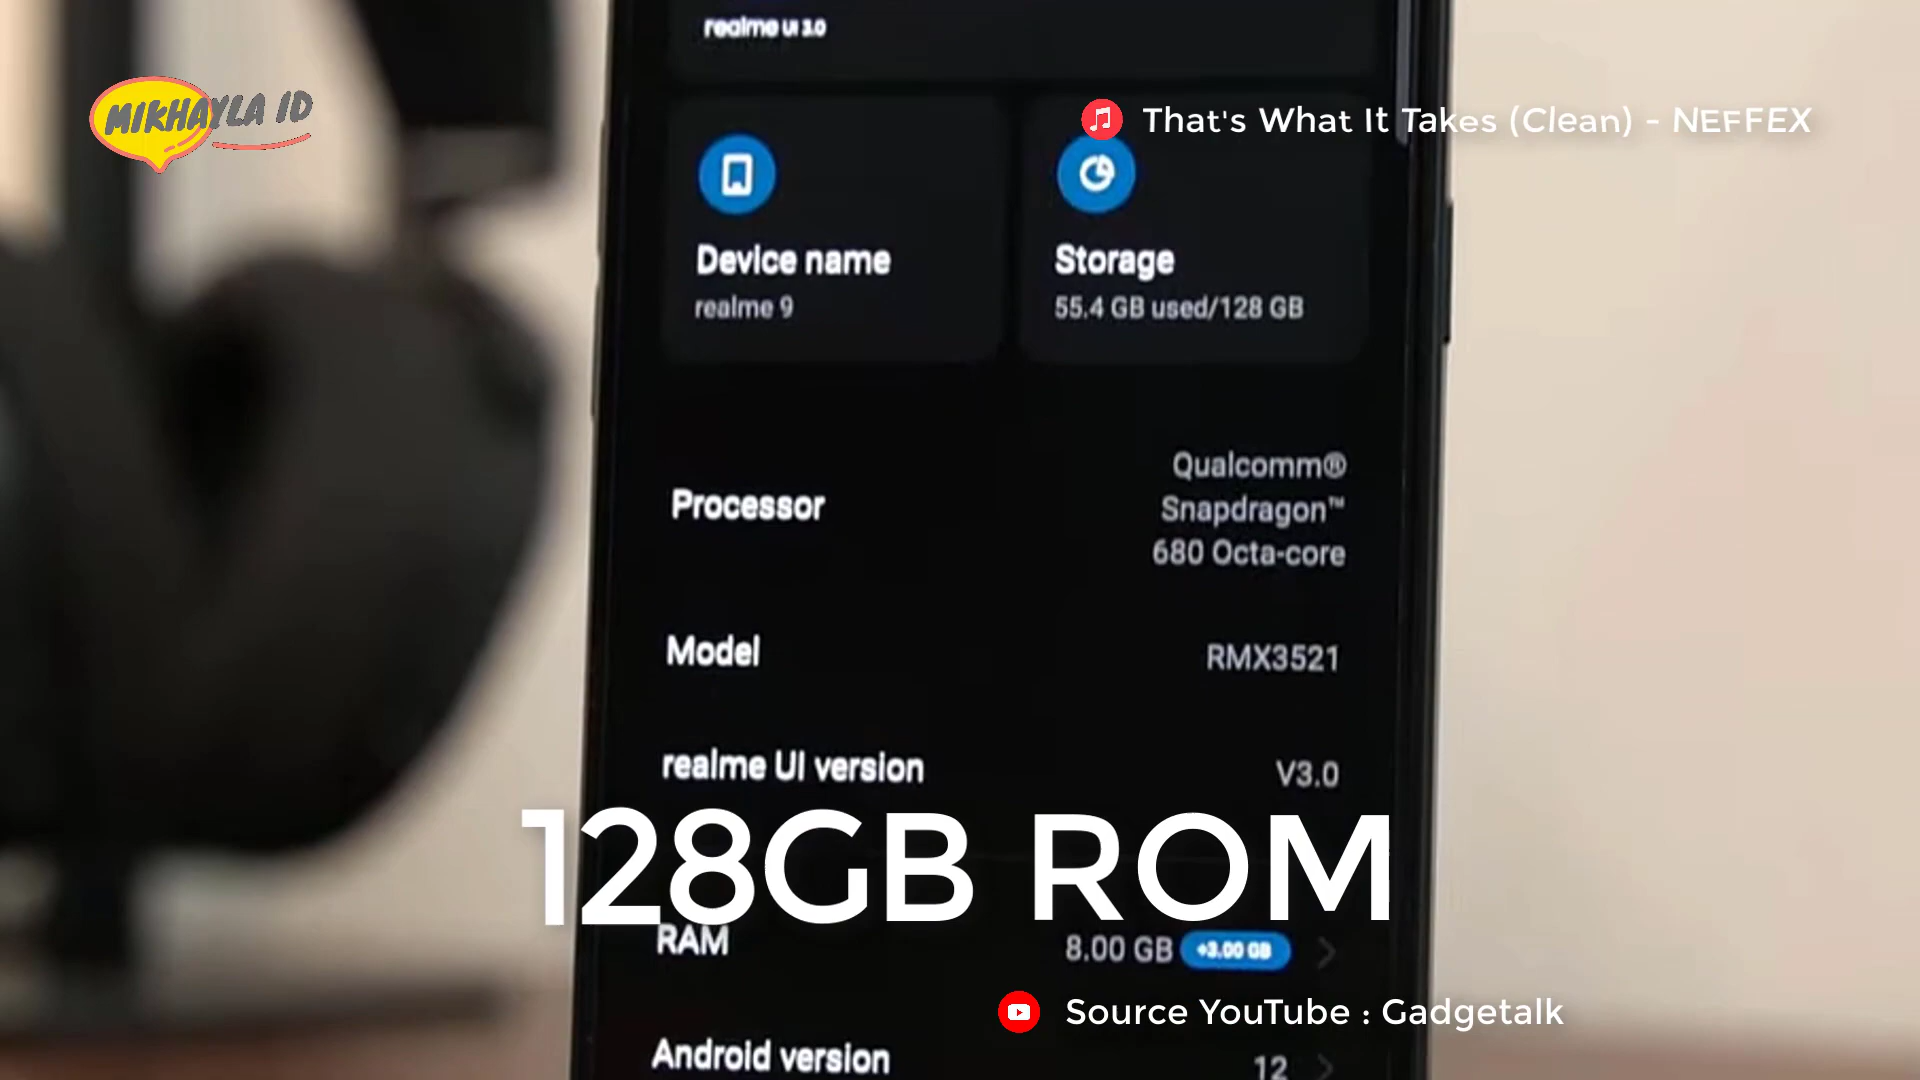 realme UI 3.0
MIKHAYLA ID
That's What It Takes (Clean) - NEFFEX
Device name
realme 9
Storage
55.4 GB used/128 GB
Processor
Qualcomm®
Snapdragon™
680 Octa-core
Model
RMX3521
realme UI version
V3.0
128GB ROM
RAM
8.00 GB +3.00 GB
Source YouTube : Gadgetalk
Android version
12